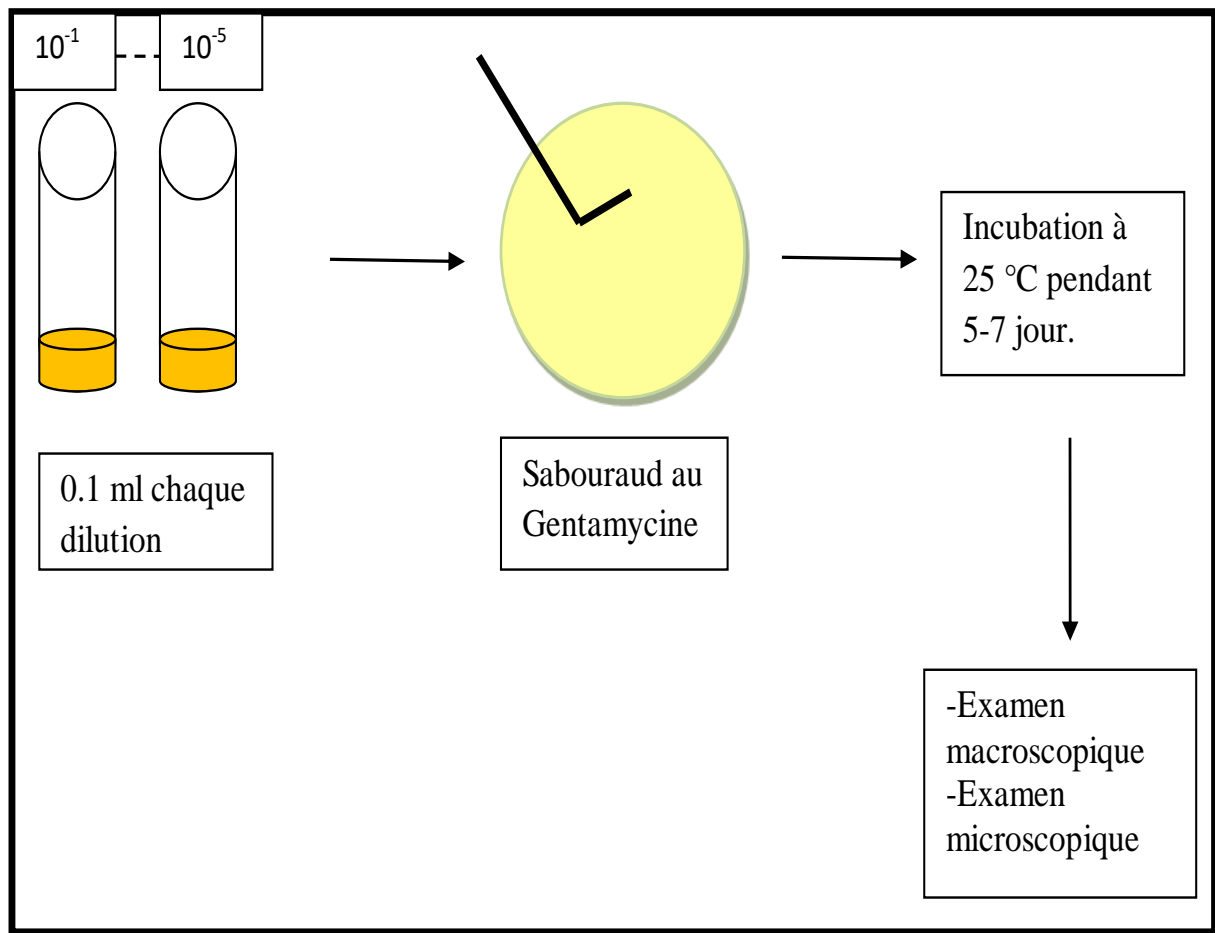 10⁻¹
10⁻⁵
0.1 ml chaque
dilution
Sabouraud au
Gentamycine
Incubation à
25 °C pendant
5-7 jour.
-Examen
macroscopique
-Examen
microscopique